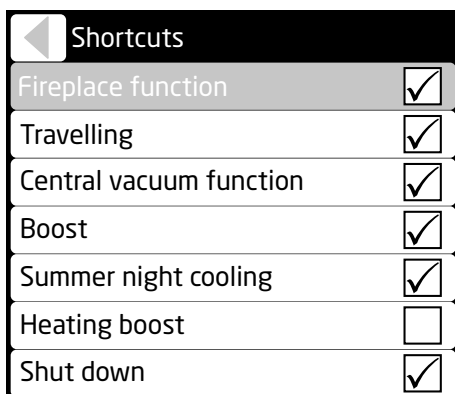 Shortcuts
Fireplace function
Travelling
Central vacuum function
Boost
Summer night cooling
Heating boost
Shut down